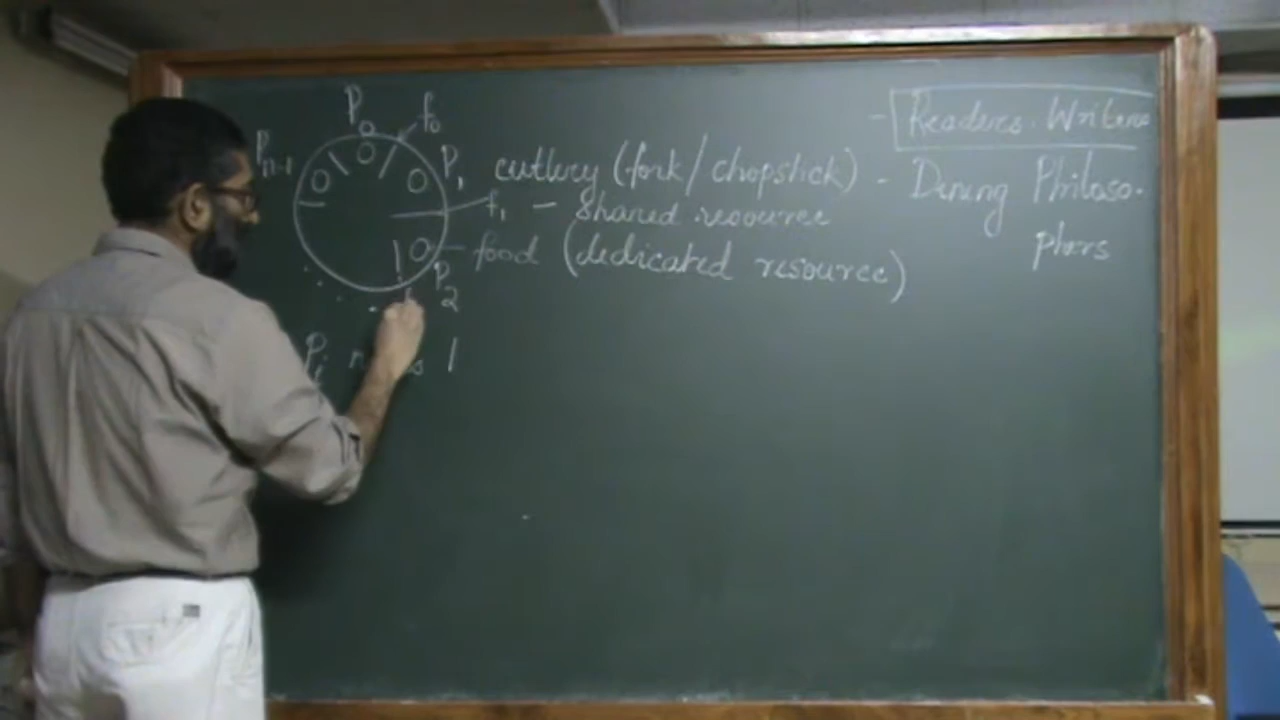 P0 f0
Pn-1
P1 cutlery (fork/chopstick)
f1 - Shared resource
food (dedicated resource)
P2
Pi 1
- Readers-Writers
- Dining Philoso-
phers